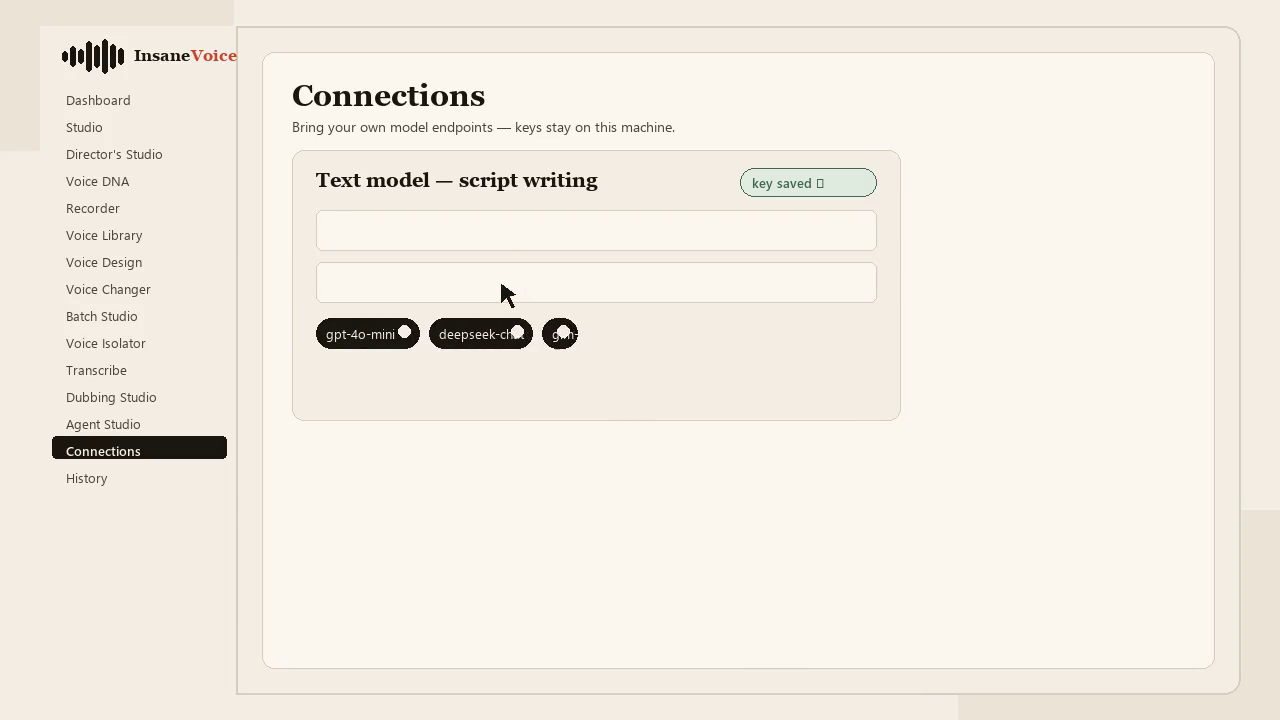 InsaneVoice
Dashboard
Studio
Director's Studio
Voice DNA
Recorder
Voice Library
Voice Design
Voice Changer
Batch Studio
Voice Isolator
Transcribe
Dubbing Studio
Agent Studio
Connections
History
Connections
Bring your own model endpoints — keys stay on this machine.
Text model — script writing
key saved
gpt-4o-mini
deepseek-chat